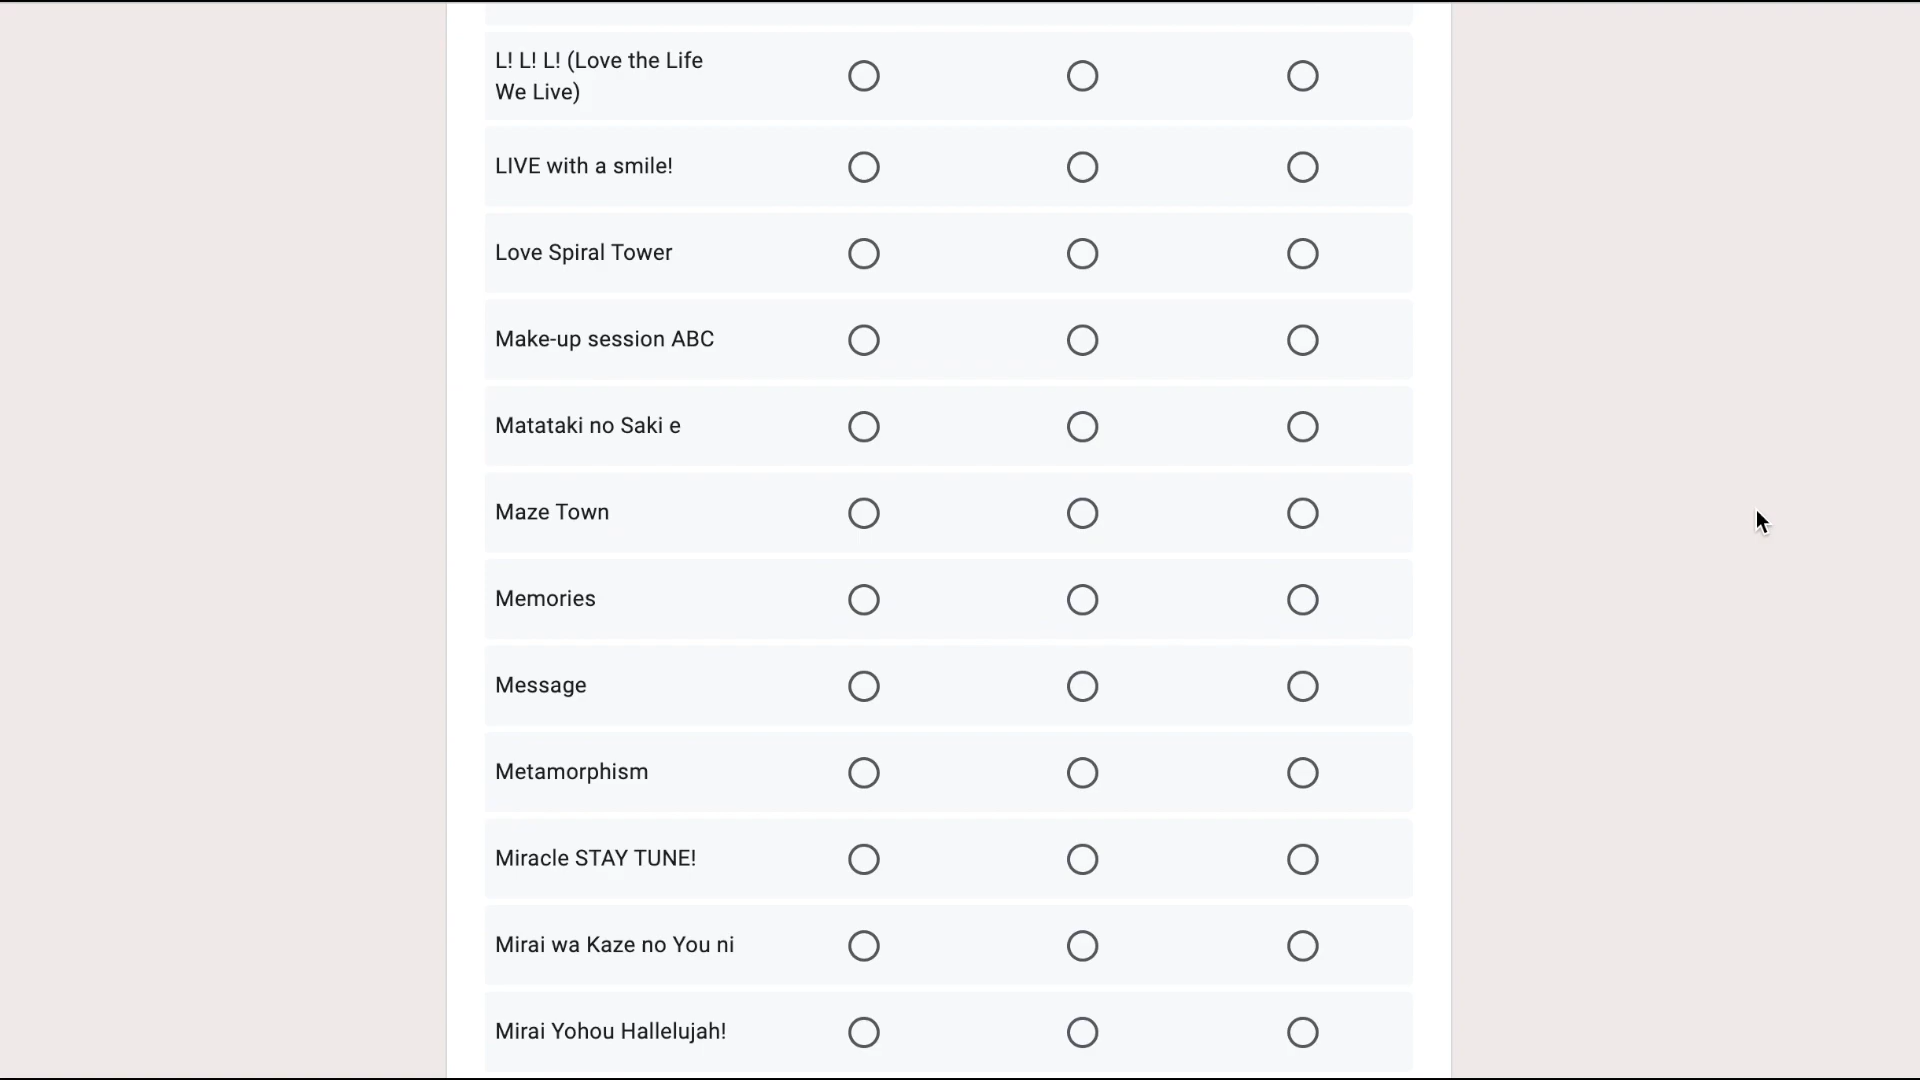 L! L! L! (Love the Life
We Live)
LIVE with a smile!
Love Spiral Tower
Make-up session ABC
Matataki no Saki e
Maze Town
Memories
Message
Metamorphism
Miracle STAY TUNE!
Mirai wa Kaze no You ni
Mirai Yohou Hallelujah!